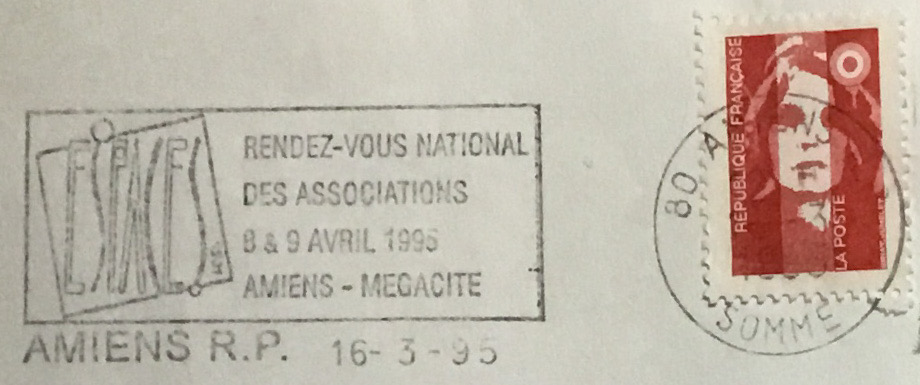 ESPACES
RENDEZ-VOUS NATIONAL
DES ASSOCIATIONS
8 & 9 AVRIL 1995
AMIENS - MEGACITE
AMIENS R.P. 16-3-95
80 A
SOMME
RÉPUBLIQUE FRANÇAISE
LA POSTE